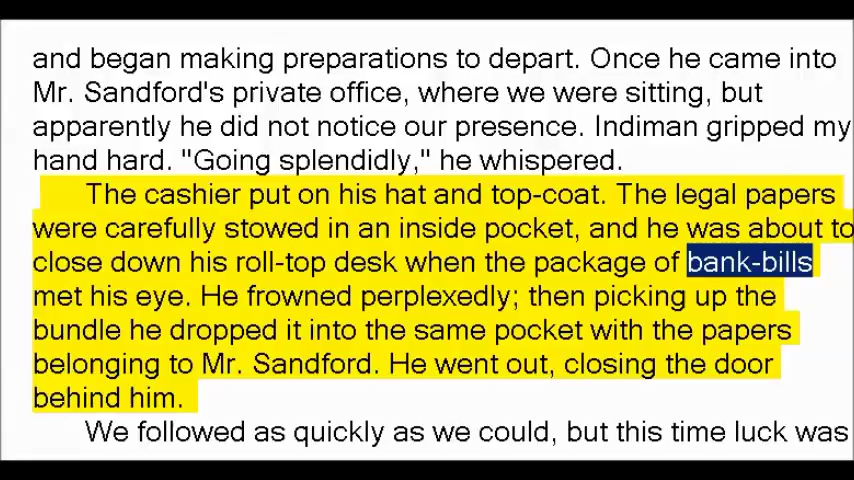 and began making preparations to depart. Once he came into
Mr. Sandford's private office, where we were sitting, but
apparently he did not notice our presence. Indiman gripped my
hand hard. "Going splendidly," he whispered.
The cashier put on his hat and top-coat. The legal papers
were carefully stowed in an inside pocket, and he was about to
close down his roll-top desk when the package of bank-bills
met his eye. He frowned perplexedly; then picking up the
bundle he dropped it into the same pocket with the papers
belonging to Mr. Sandford. He went out, closing the door
behind him.
We followed as quickly as we could, but this time luck was